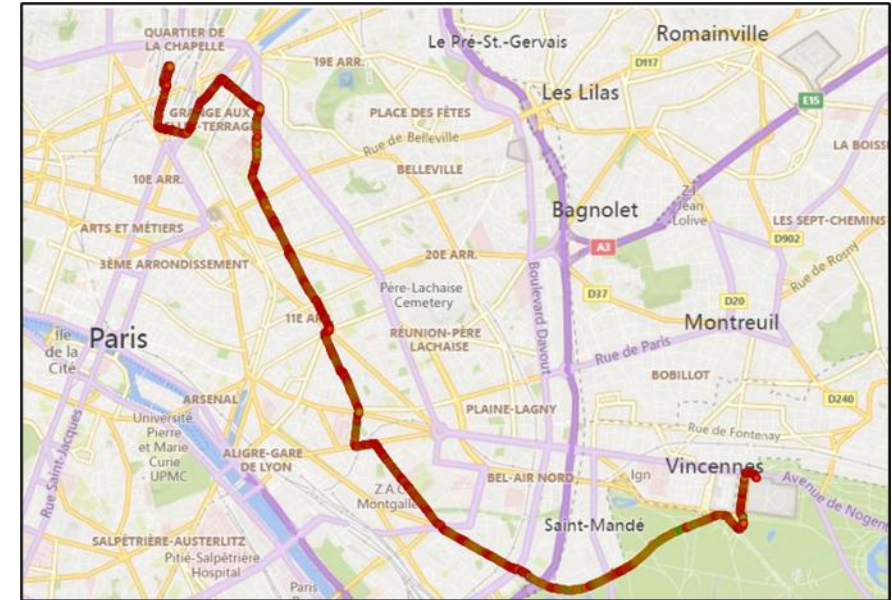 QUARTIER DE
LA CHAPELLE
Le Pré-St.-Gervais
Romainville
19E ARR.
D117
Les Lilas
E15
GRANGE AUX
PLACE DES FÊTES
Rue de Belleville
LA BOISS
BELLEVILLE
10E ARR.
Z.I.
Jean
Lolive
Bagnolet
ARTS ET MÉTIERS
LES SEPT-CHEMINS
D902
A3
20E ARR.
3ÈME ARRONDISSEMENT
Rue de Rosny
Père-Lachaise
Cemetery
D37
D20
Boulevard Davout
11E
Montreuil
Île
de la
Cité
Paris
RÉUNION-PÈRE
LACHAISE
Rue de Paris
BOBILLOT
ARSENAL
D240
PLAINE-LAGNY
Université
Pierre
et Marie
Curie
- UPMC
Rue Saint-Jacques
Rue de Fontenay
ALIGRE-GARE
DE LYON
Vincennes
BEL-AIR NORD
Ign
Avenue de Nogen
Z.A.C.
Montgalle
Saint-Mandé
SALPÊTRIÈRE-AUSTERLITZ
Pitié-Salpêtrière
Hospital
Paris